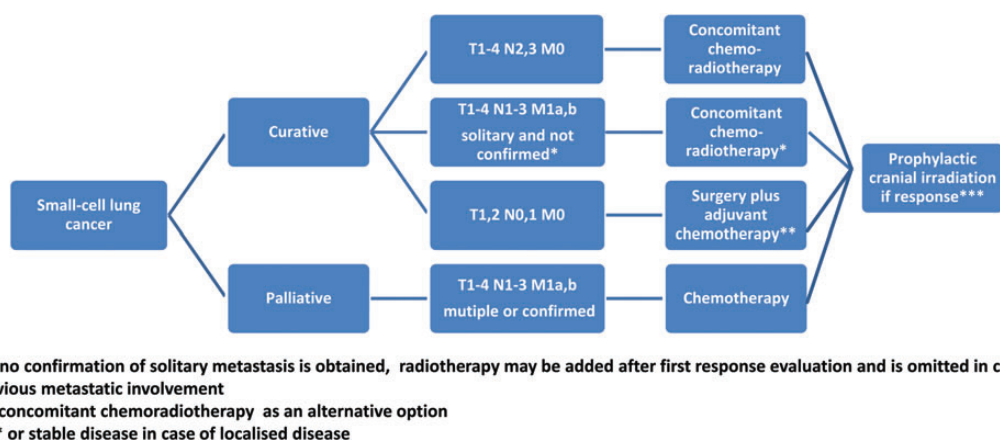 T1-4 N2,3 M0
Concomitant
chemo-
radiotherapy
Curative
T1-4 N1-3 M1a,b
solitary and not
confirmed*
Concomitant
chemo-
radiotherapy*
Small-cell lung
cancer
T1,2 N0,1 M0
Surgery plus
adjuvant
chemotherapy**
Prophylactic
cranial irradiation
if response***
Palliative
T1-4 N1-3 M1a,b
mutiple or confirmed
Chemotherapy
no confirmation of solitary metastasis is obtained, radiotherapy may be added after first response evaluation and is omitted in
metastatic involvement
concomitant chemoradiotherapy as an alternative option
* or stable disease in case of localised disease